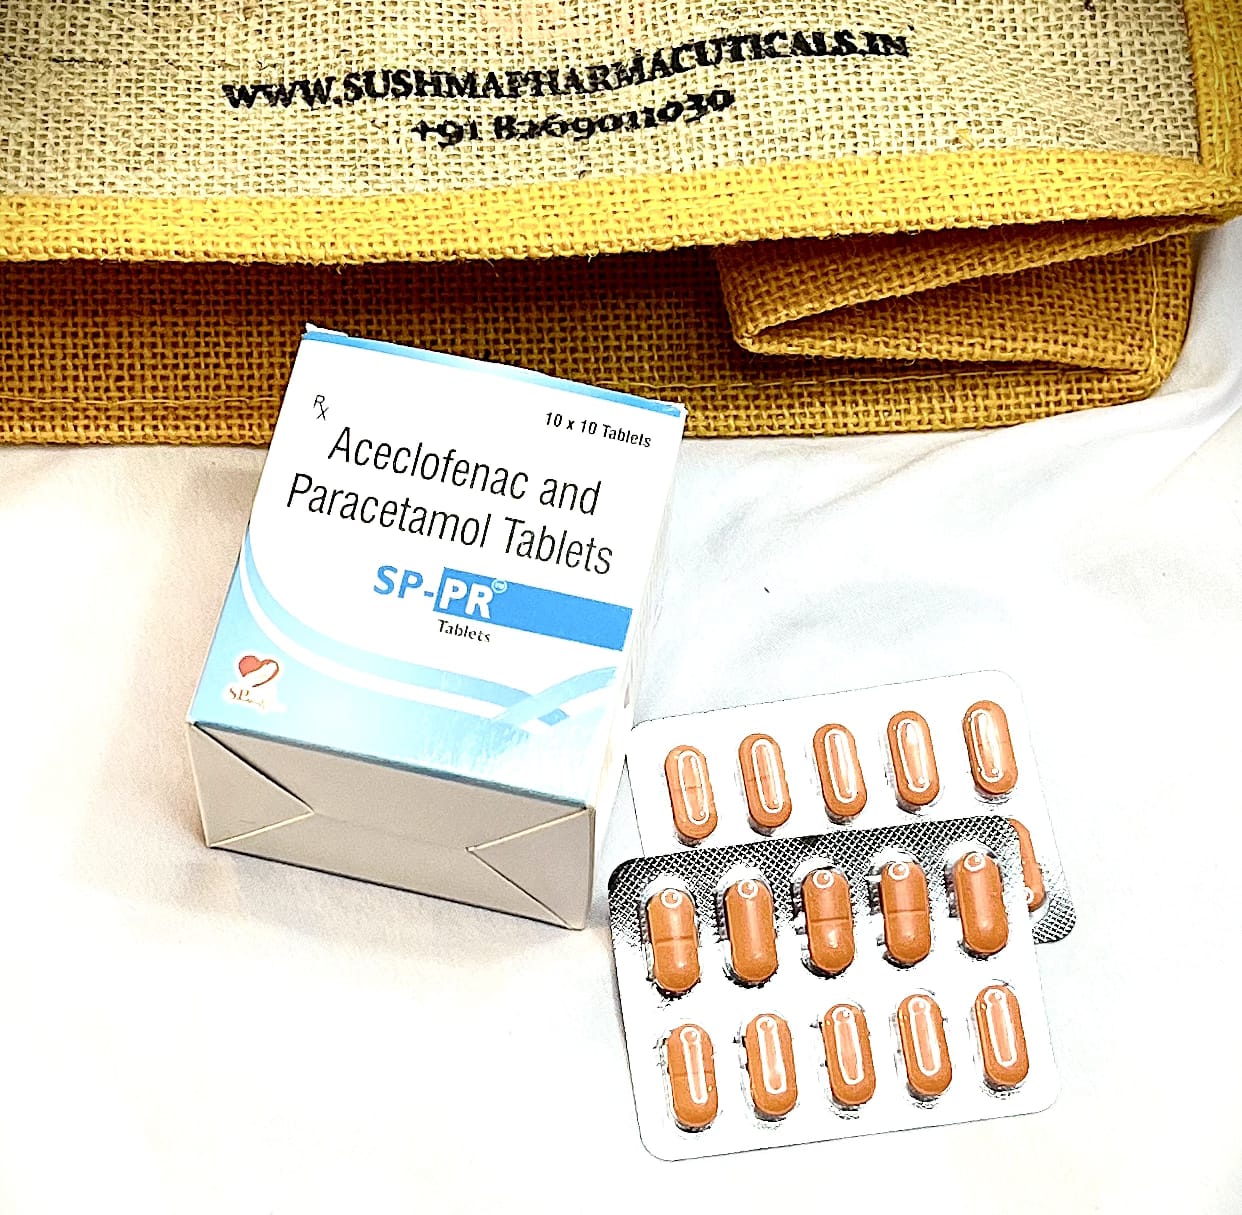 WWW.SUSHMAPHARMACUTICALS.IN
+91 8269011030
Rx
10 x 10 Tablets
Aceclofenac and
Paracetamol Tablets
SP-PR
Tablets